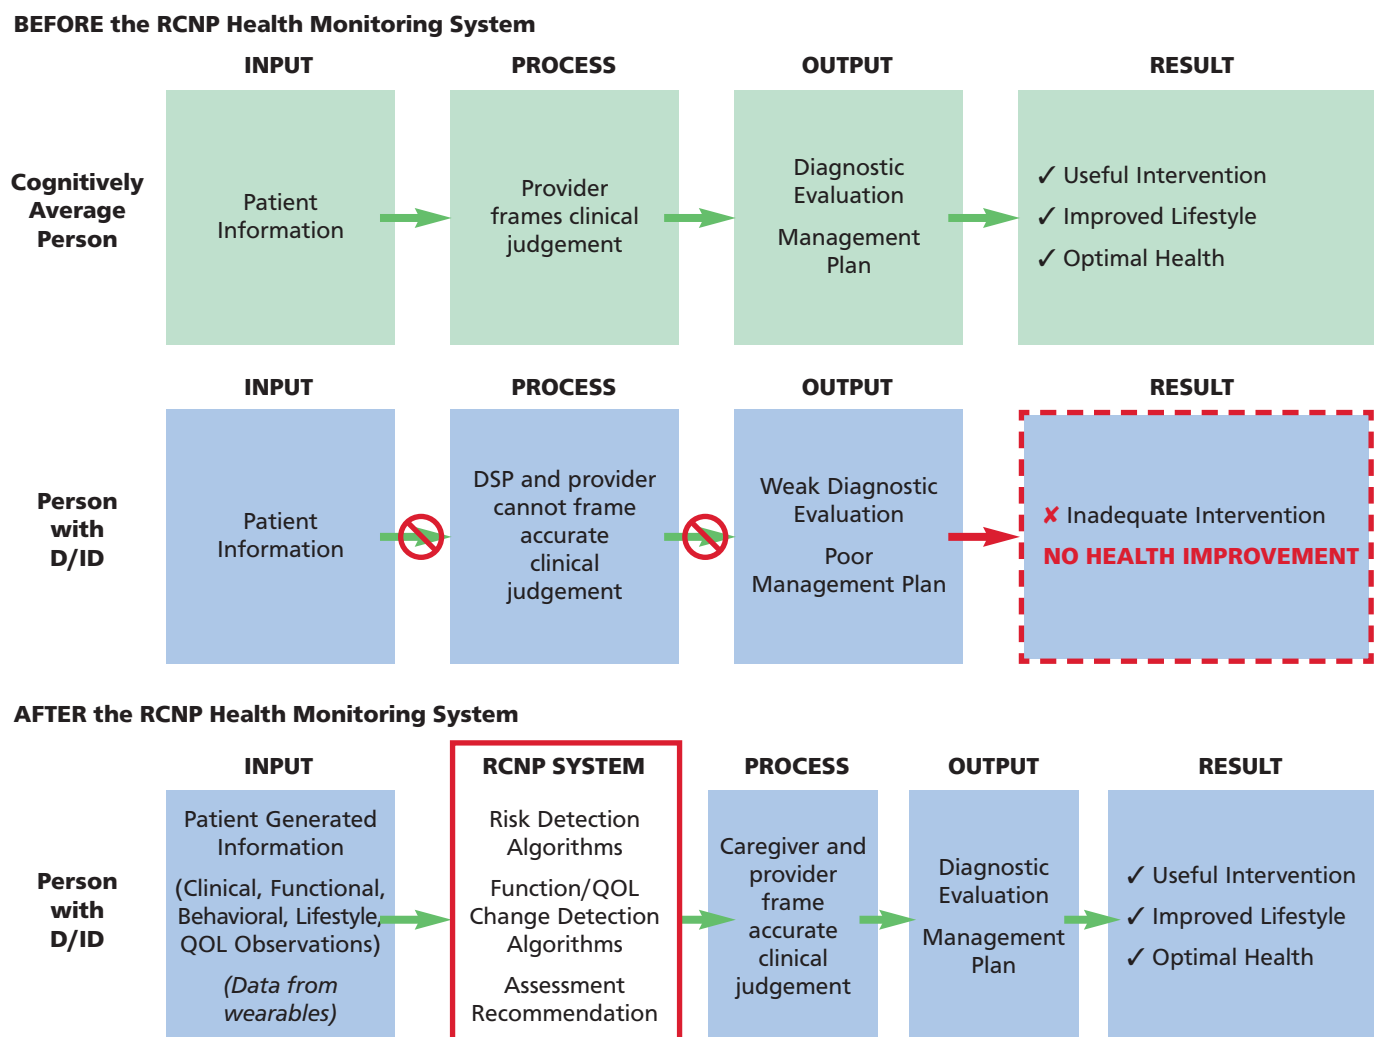 BEFORE the RCNP Health Monitoring System
INPUT
PROCESS
OUTPUT
RESULT
Cognitively
Average
Person
Patient
Information
Provider
frames clinical
judgement
Diagnostic
Evaluation
Management
Plan
✓ Useful Intervention
✓ Improved Lifestyle
✓ Optimal Health
INPUT
PROCESS
OUTPUT
RESULT
Person
with
D/ID
Patient
Information
DSP and provider
cannot frame
accurate
clinical
judgement
Weak Diagnostic
Evaluation
Poor
Management Plan
✘ Inadequate Intervention
NO HEALTH IMPROVEMENT
AFTER the RCNP Health Monitoring System
INPUT
RCNP SYSTEM
PROCESS
OUTPUT
RESULT
Person
with
D/ID
Patient Generated
Information
(Clinical, Functional,
Behavioral, Lifestyle,
QOL Observations)
(Data from
wearables)
Risk Detection
Algorithms
Function/QOL
Change Detection
Algorithms
Assessment
Recommendation
Caregiver and
provider
frame
accurate
clinical
judgement
Diagnostic
Evaluation
Management
Plan
✓ Useful Intervention
✓ Improved Lifestyle
✓ Optimal Health